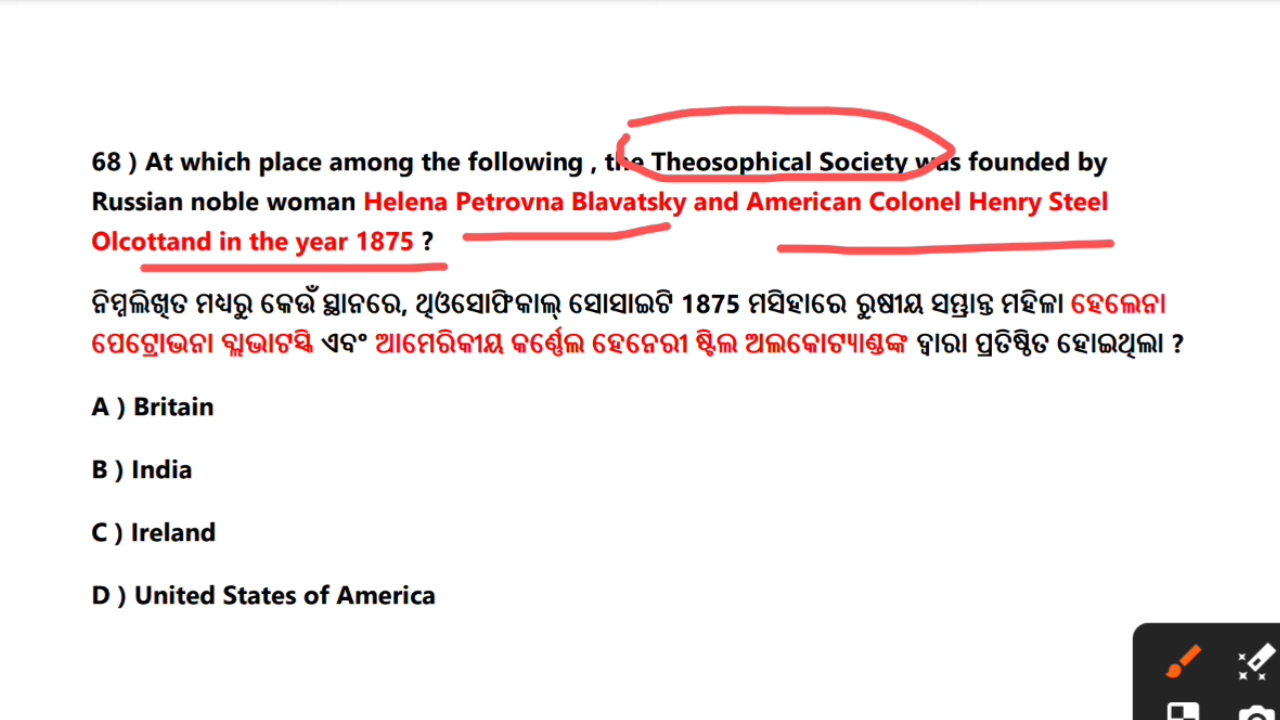 68 ) At which place among the following , the Theosophical Society was founded by
Russian noble woman Helena Petrovna Blavatsky and American Colonel Henry Steel
Olcottand in the year 1875 ?
ନିମ୍ନଲିଖିତ ମଧ୍ୟରୁ କେଉଁ ସ୍ଥାନରେ, ଥିଓସୋଫିକାଲ୍ ସୋସାଇଟି 1875 ମସିହାରେ ରୁଷୀୟ ସମ୍ଭ୍ରାନ୍ତ ମହିଳା ହେଲେନା
ପେଟ୍ରୋଭନା ବ୍ଲାଭାଟସ୍କି ଏବଂ ଆମେରିକୀୟ କର୍ଣ୍ଣେଲ ହେନେରୀ ଷ୍ଟିଲ ଅଲକୋଟ୍ୟାଣ୍ଡଙ୍କ ଦ୍ୱାରା ପ୍ରତିଷ୍ଠିତ ହୋଇଥିଲା ?
A ) Britain
B ) India
C ) Ireland
D ) United States of America